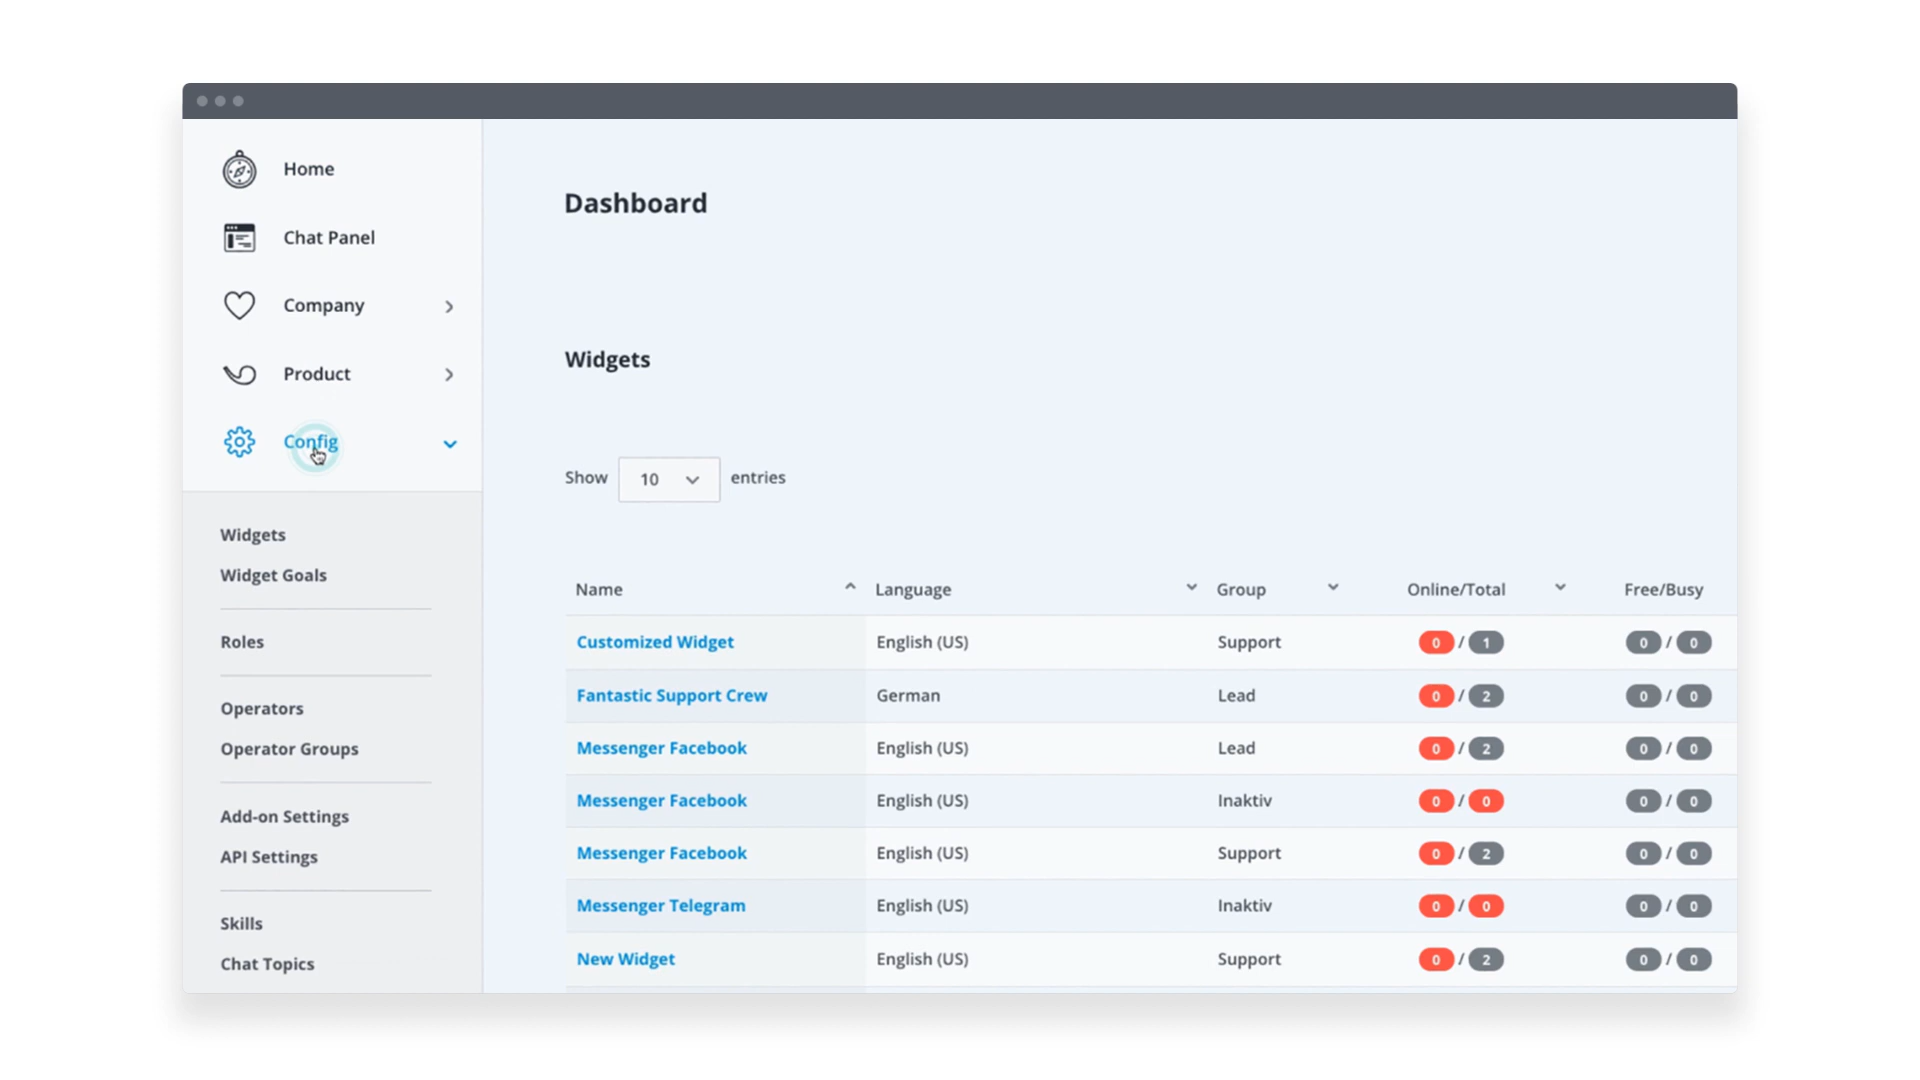 Home
Chat Panel
Company
Product
Config
Widgets
Widget Goals
Roles
Operators
Operator Groups
Add-on Settings
API Settings
Skills
Chat Topics
Dashboard
Widgets
Show 10 entries
Name Language Group Online/Total Free/Busy
Customized Widget English (US) Support 0 / 1 0 / 0
Fantastic Support Crew German Lead 0 / 2 0 / 0
Messenger Facebook English (US) Lead 0 / 2 0 / 0
Messenger Facebook English (US) Inaktiv 0 / 0 0 / 0
Messenger Facebook English (US) Support 0 / 2 0 / 0
Messenger Telegram English (US) Inaktiv 0 / 0 0 / 0
New Widget English (US) Support 0 / 2 0 / 0